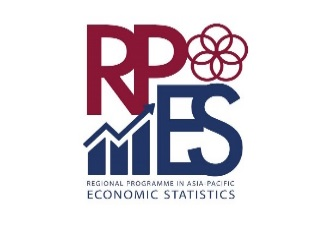 RP
ES
REGIONAL PROGRAMME IN ASIA-PACIFIC
ECONOMIC STATISTICS